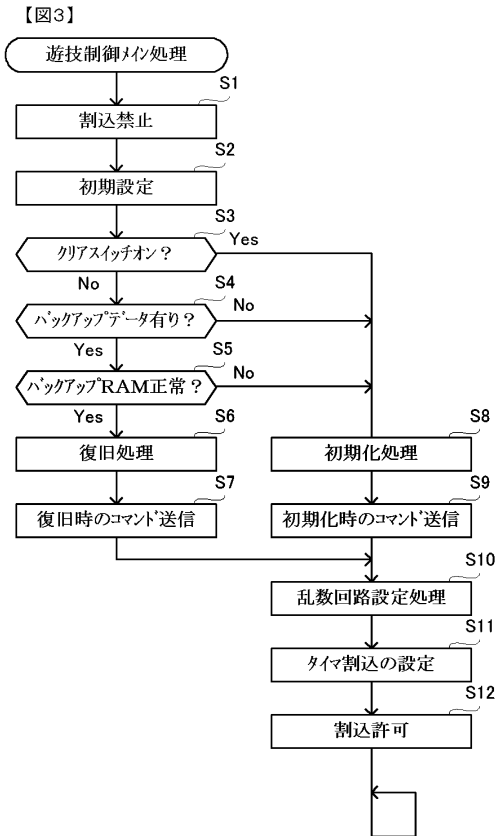 【図3】
遊技制御ﾒｲﾝ処理
S1
割込禁止
S2
初期設定
S3
ｸﾘｱｽｲｯﾁｵﾝ？
Yes
No
S4
ﾊﾞｯｸｱｯﾌﾟﾃﾞｰﾀ有り？
No
Yes
S5
ﾊﾞｯｸｱｯﾌﾟRAM正常？
No
Yes
S6
復旧処理
S8
初期化処理
S7
復旧時のｺﾏﾝﾄﾞ送信
S9
初期化時のｺﾏﾝﾄﾞ送信
S10
乱数回路設定処理
S11
ﾀｲﾏ割込の設定
S12
割込許可